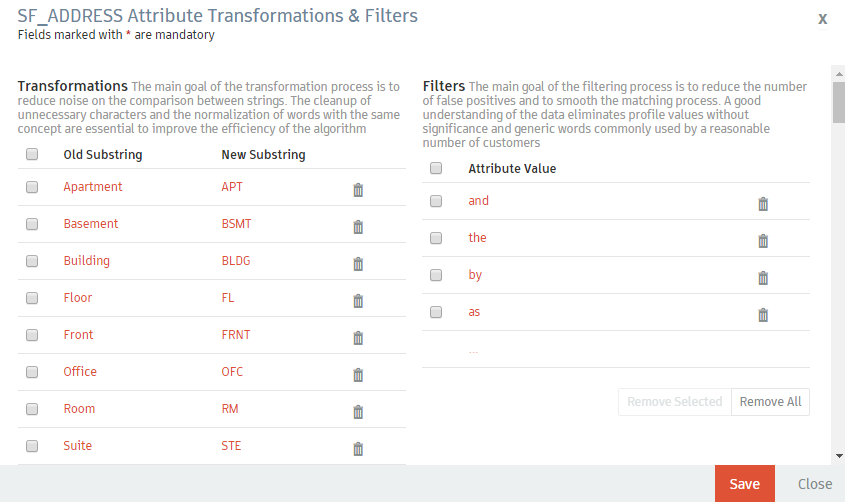 SF_ADDRESS Attribute Transformations & Filters
x
Fields marked with * are mandatory
Transformations The main goal of the transformation process is to
reduce noise on the comparison between strings. The cleanup of
unnecessary characters and the normalization of words with the same
concept are essential to improve the efficiency of the algorithm
Old Substring New Substring
Apartment APT
Basement BSMT
Building BLDG
Floor FL
Front FRNT
Office OFC
Room RM
Suite STE
Filters The main goal of the filtering process is to reduce the number
of false positives and to smooth the matching process. A good
understanding of the data eliminates profile values without
significance and generic words commonly used by a reasonable
number of customers
Attribute Value
and
the
by
as
...
Remove Selected Remove All
Save Close